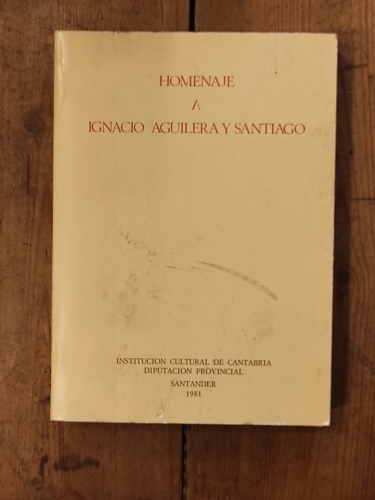 HOMENAJE
A
IGNACIO AGUILERA Y SANTIAGO
INSTITUCION CULTURAL DE CANTABRIA
DIPUTACION PROVINCIAL
SANTANDER
1981